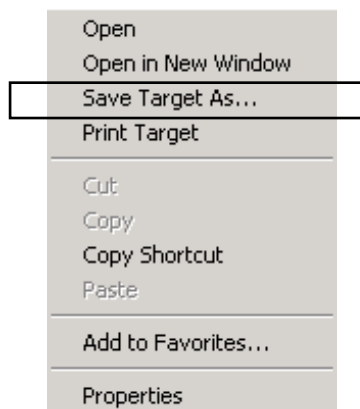 Open
Open in New Window
Save Target As...
Print Target
Cut
Copy
Copy Shortcut
Paste
Add to Favorites...
Properties